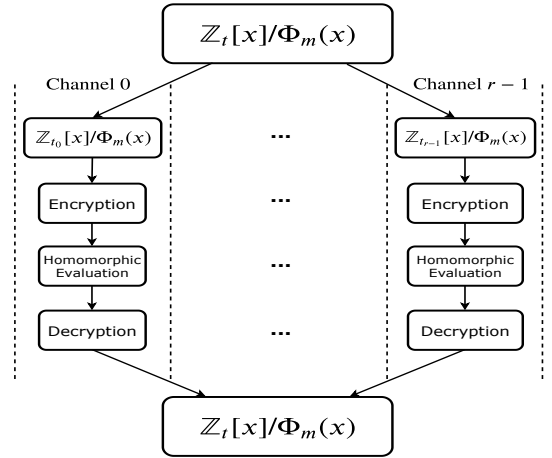 ℤ_t[x]/Φ_m(x)
Channel 0
Channel r − 1
ℤ_{t_0}[x]/Φ_m(x)
...
ℤ_{t_{r−1}}[x]/Φ_m(x)
Encryption
...
Encryption
Homomorphic
Evaluation
...
Homomorphic
Evaluation
Decryption
...
Decryption
ℤ_t[x]/Φ_m(x)